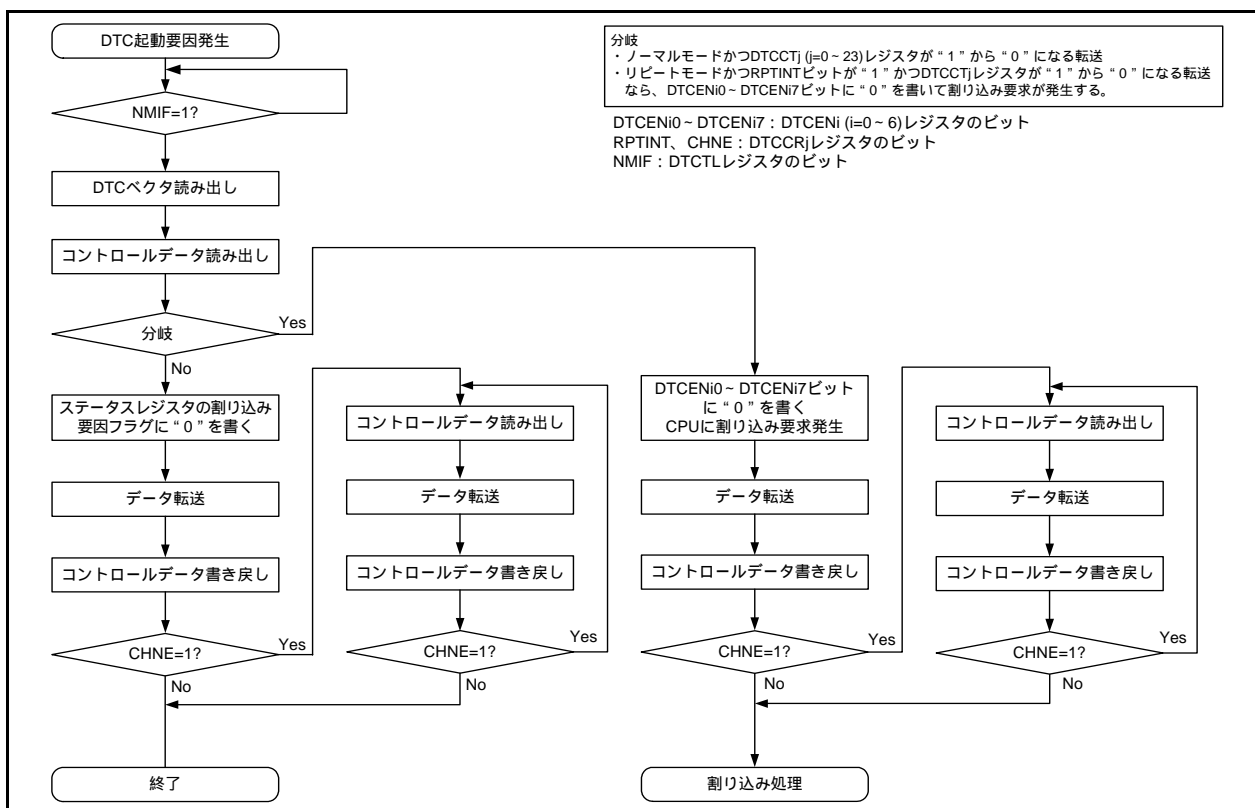 DTC起動要因発生
NMIF=1?
DTCベクタ読み出し
コントロールデータ読み出し
分岐
Yes
No
ステータスレジスタの割り込み
要因フラグに“0”を書く
データ転送
コントロールデータ書き戻し
CHNE=1?
Yes
No
終了
コントロールデータ読み出し
データ転送
コントロールデータ書き戻し
CHNE=1?
Yes
No
分岐
・ノーマルモードかつDTCCTj (j=0~23)レジスタが“1”から“0”になる転送
・リピートモードかつRPTINTビットが“1”かつDTCCTjレジスタが“1”から“0”になる転送
なら、DTCENi0~DTCENi7ビットに“0”を書いて割り込み要求が発生する。
DTCENi0~DTCENi7：DTCENi (i=0~6)レジスタのビット
RPTINT、CHNE：DTCCRjレジスタのビット
NMIF：DTCTLレジスタのビット
DTCENi0~DTCENi7ビット
に“0”を書く
CPUに割り込み要求発生
データ転送
コントロールデータ書き戻し
CHNE=1?
Yes
No
割り込み処理
コントロールデータ読み出し
データ転送
コントロールデータ書き戻し
CHNE=1?
Yes
No